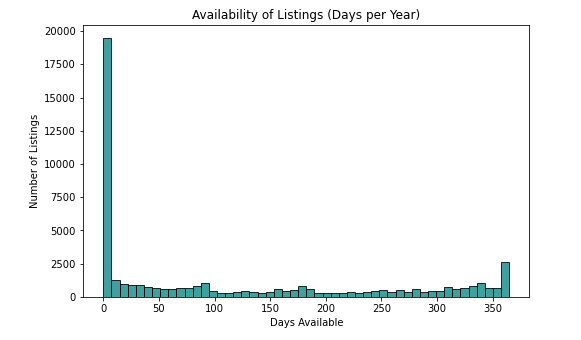 Availability of Listings (Days per Year)
20000
17500
15000
12500
10000
7500
5000
2500
0
Number of Listings
0 50 100 150 200 250 300 350
Days Available